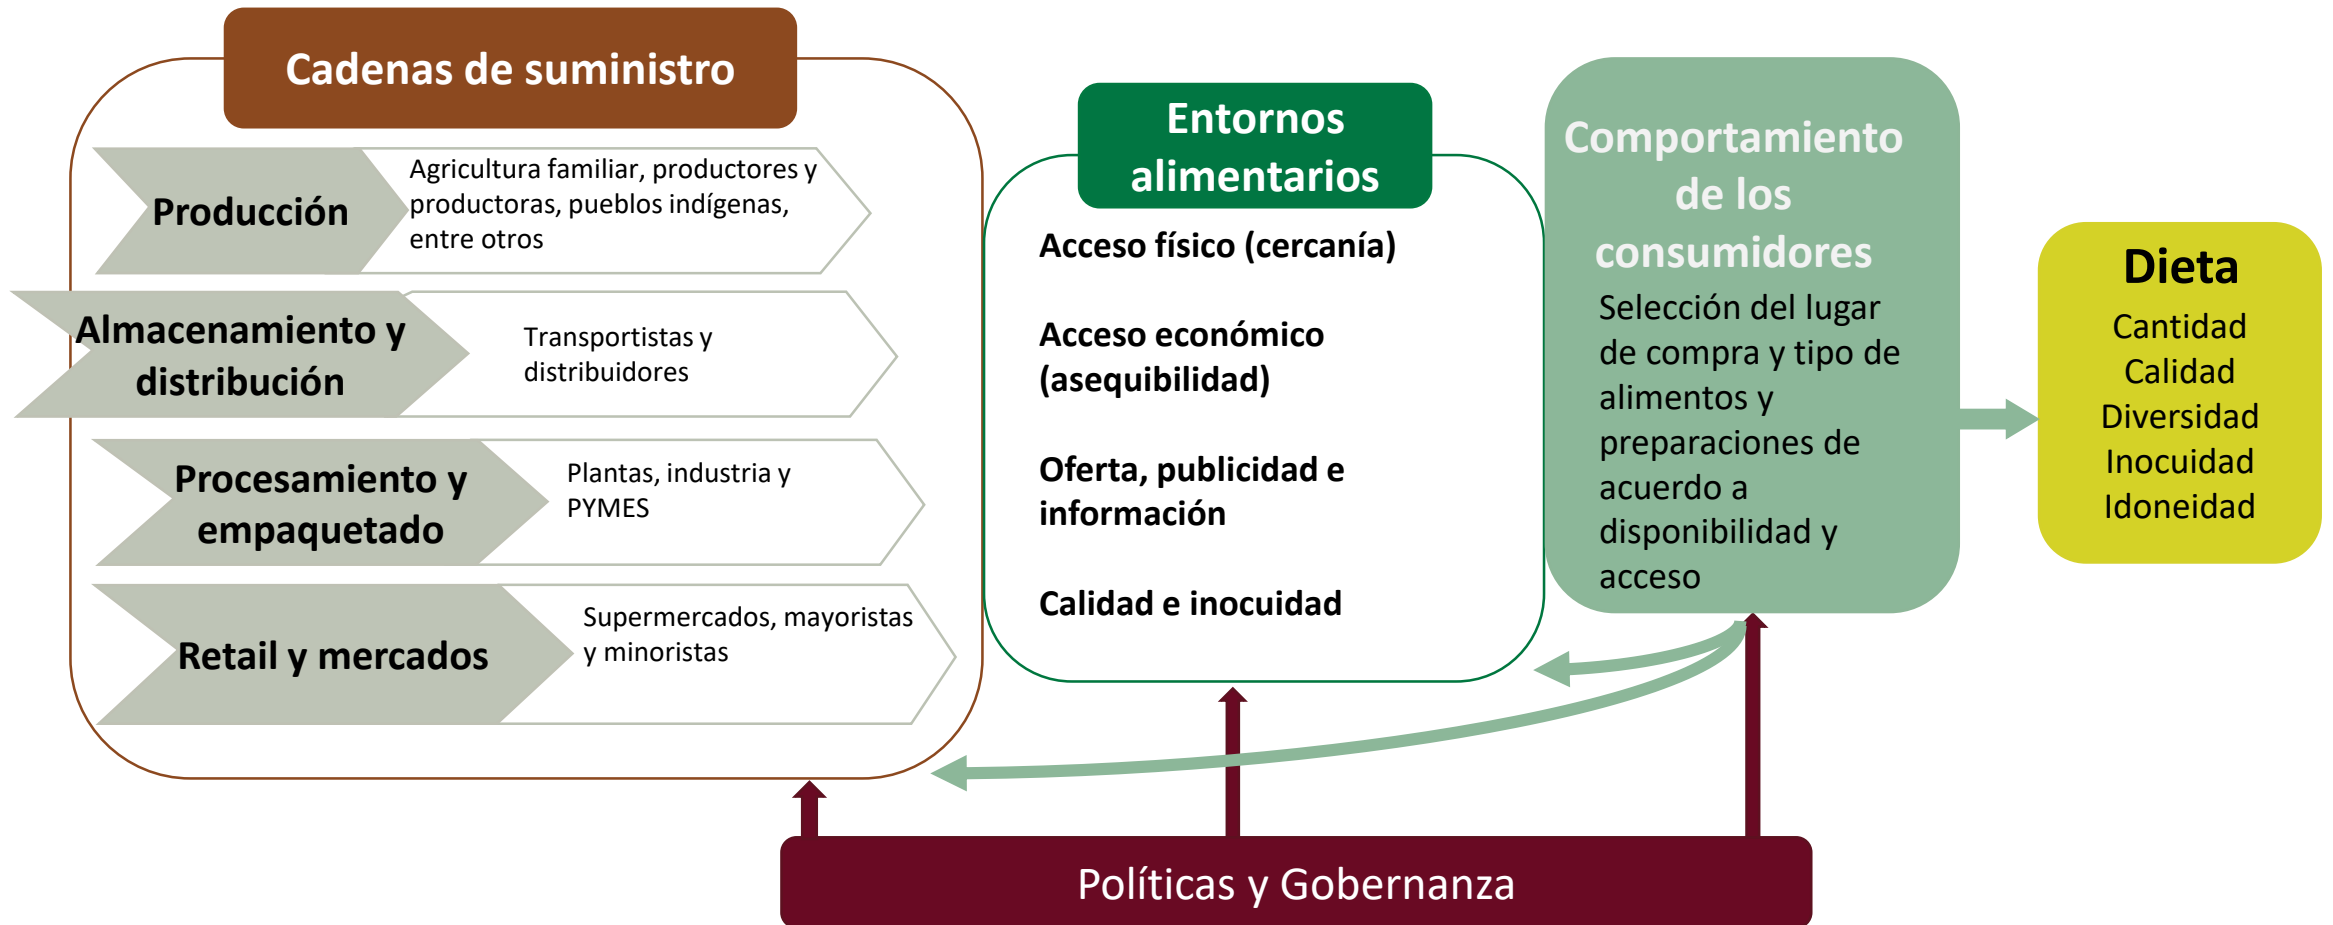 Cadenas de suministro
Producción
Agricultura familiar, productores y
productoras, pueblos indígenas,
entre otros
Almacenamiento y
distribución
Transportistas y
distribuidores
Procesamiento y
empaquetado
Plantas, industria y
PYMES
Retail y mercados
Supermercados, mayoristas
y minoristas
Entornos
alimentarios
Acceso físico (cercanía)
Acceso económico
(asequibilidad)
Oferta, publicidad e
información
Calidad e inocuidad
Comportamiento
de los
consumidores
Selección del lugar
de compra y tipo de
alimentos y
preparaciones de
acuerdo a
disponibilidad y
acceso
Dieta
Cantidad
Calidad
Diversidad
Inocuidad
Idoneidad
Políticas y Gobernanza